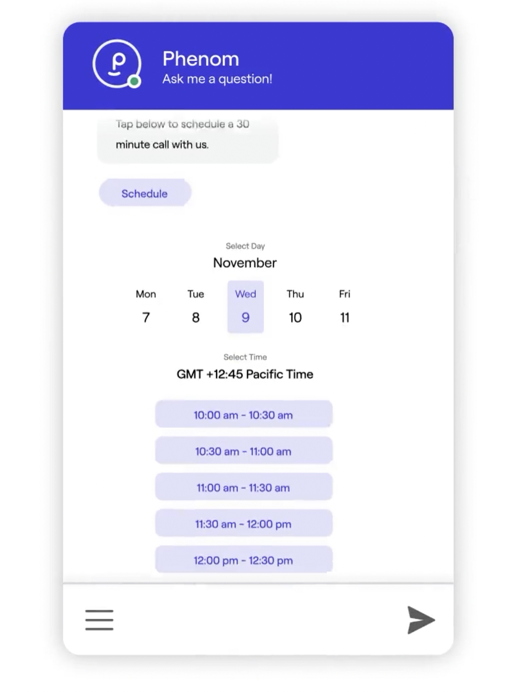 Phenom
Ask me a question!
Tap below to schedule a 30
minute call with us.
Schedule
Select Day
November
Mon Tue Wed Thu Fri
7 8 9 10 11
Select Time
GMT +12:45 Pacific Time
10:00 am - 10:30 am
10:30 am - 11:00 am
11:00 am - 11:30 am
11:30 am - 12:00 pm
12:00 pm - 12:30 pm